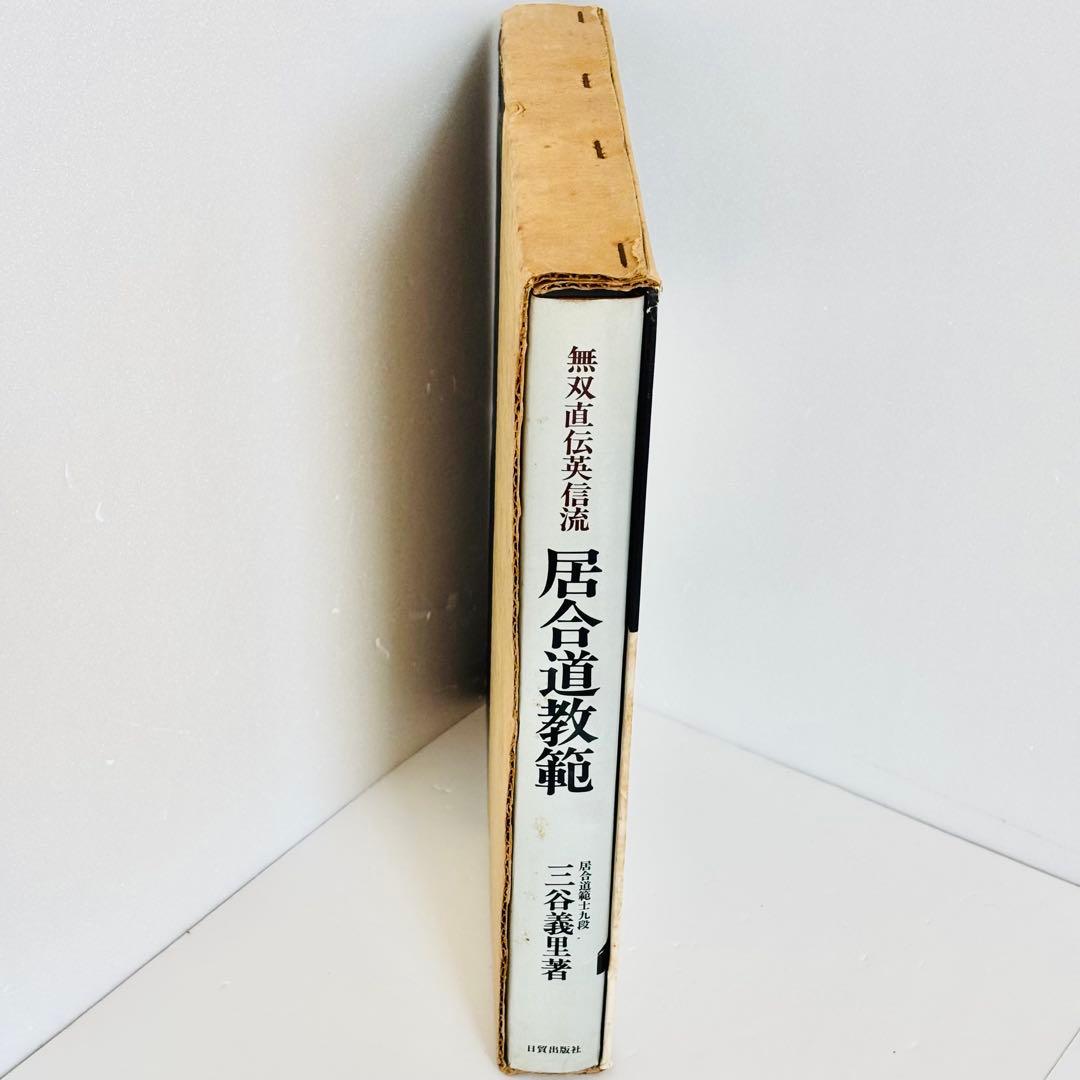 無双直伝英信流
居合道教範
居合道範士九段
三谷義里著
日貿出版社